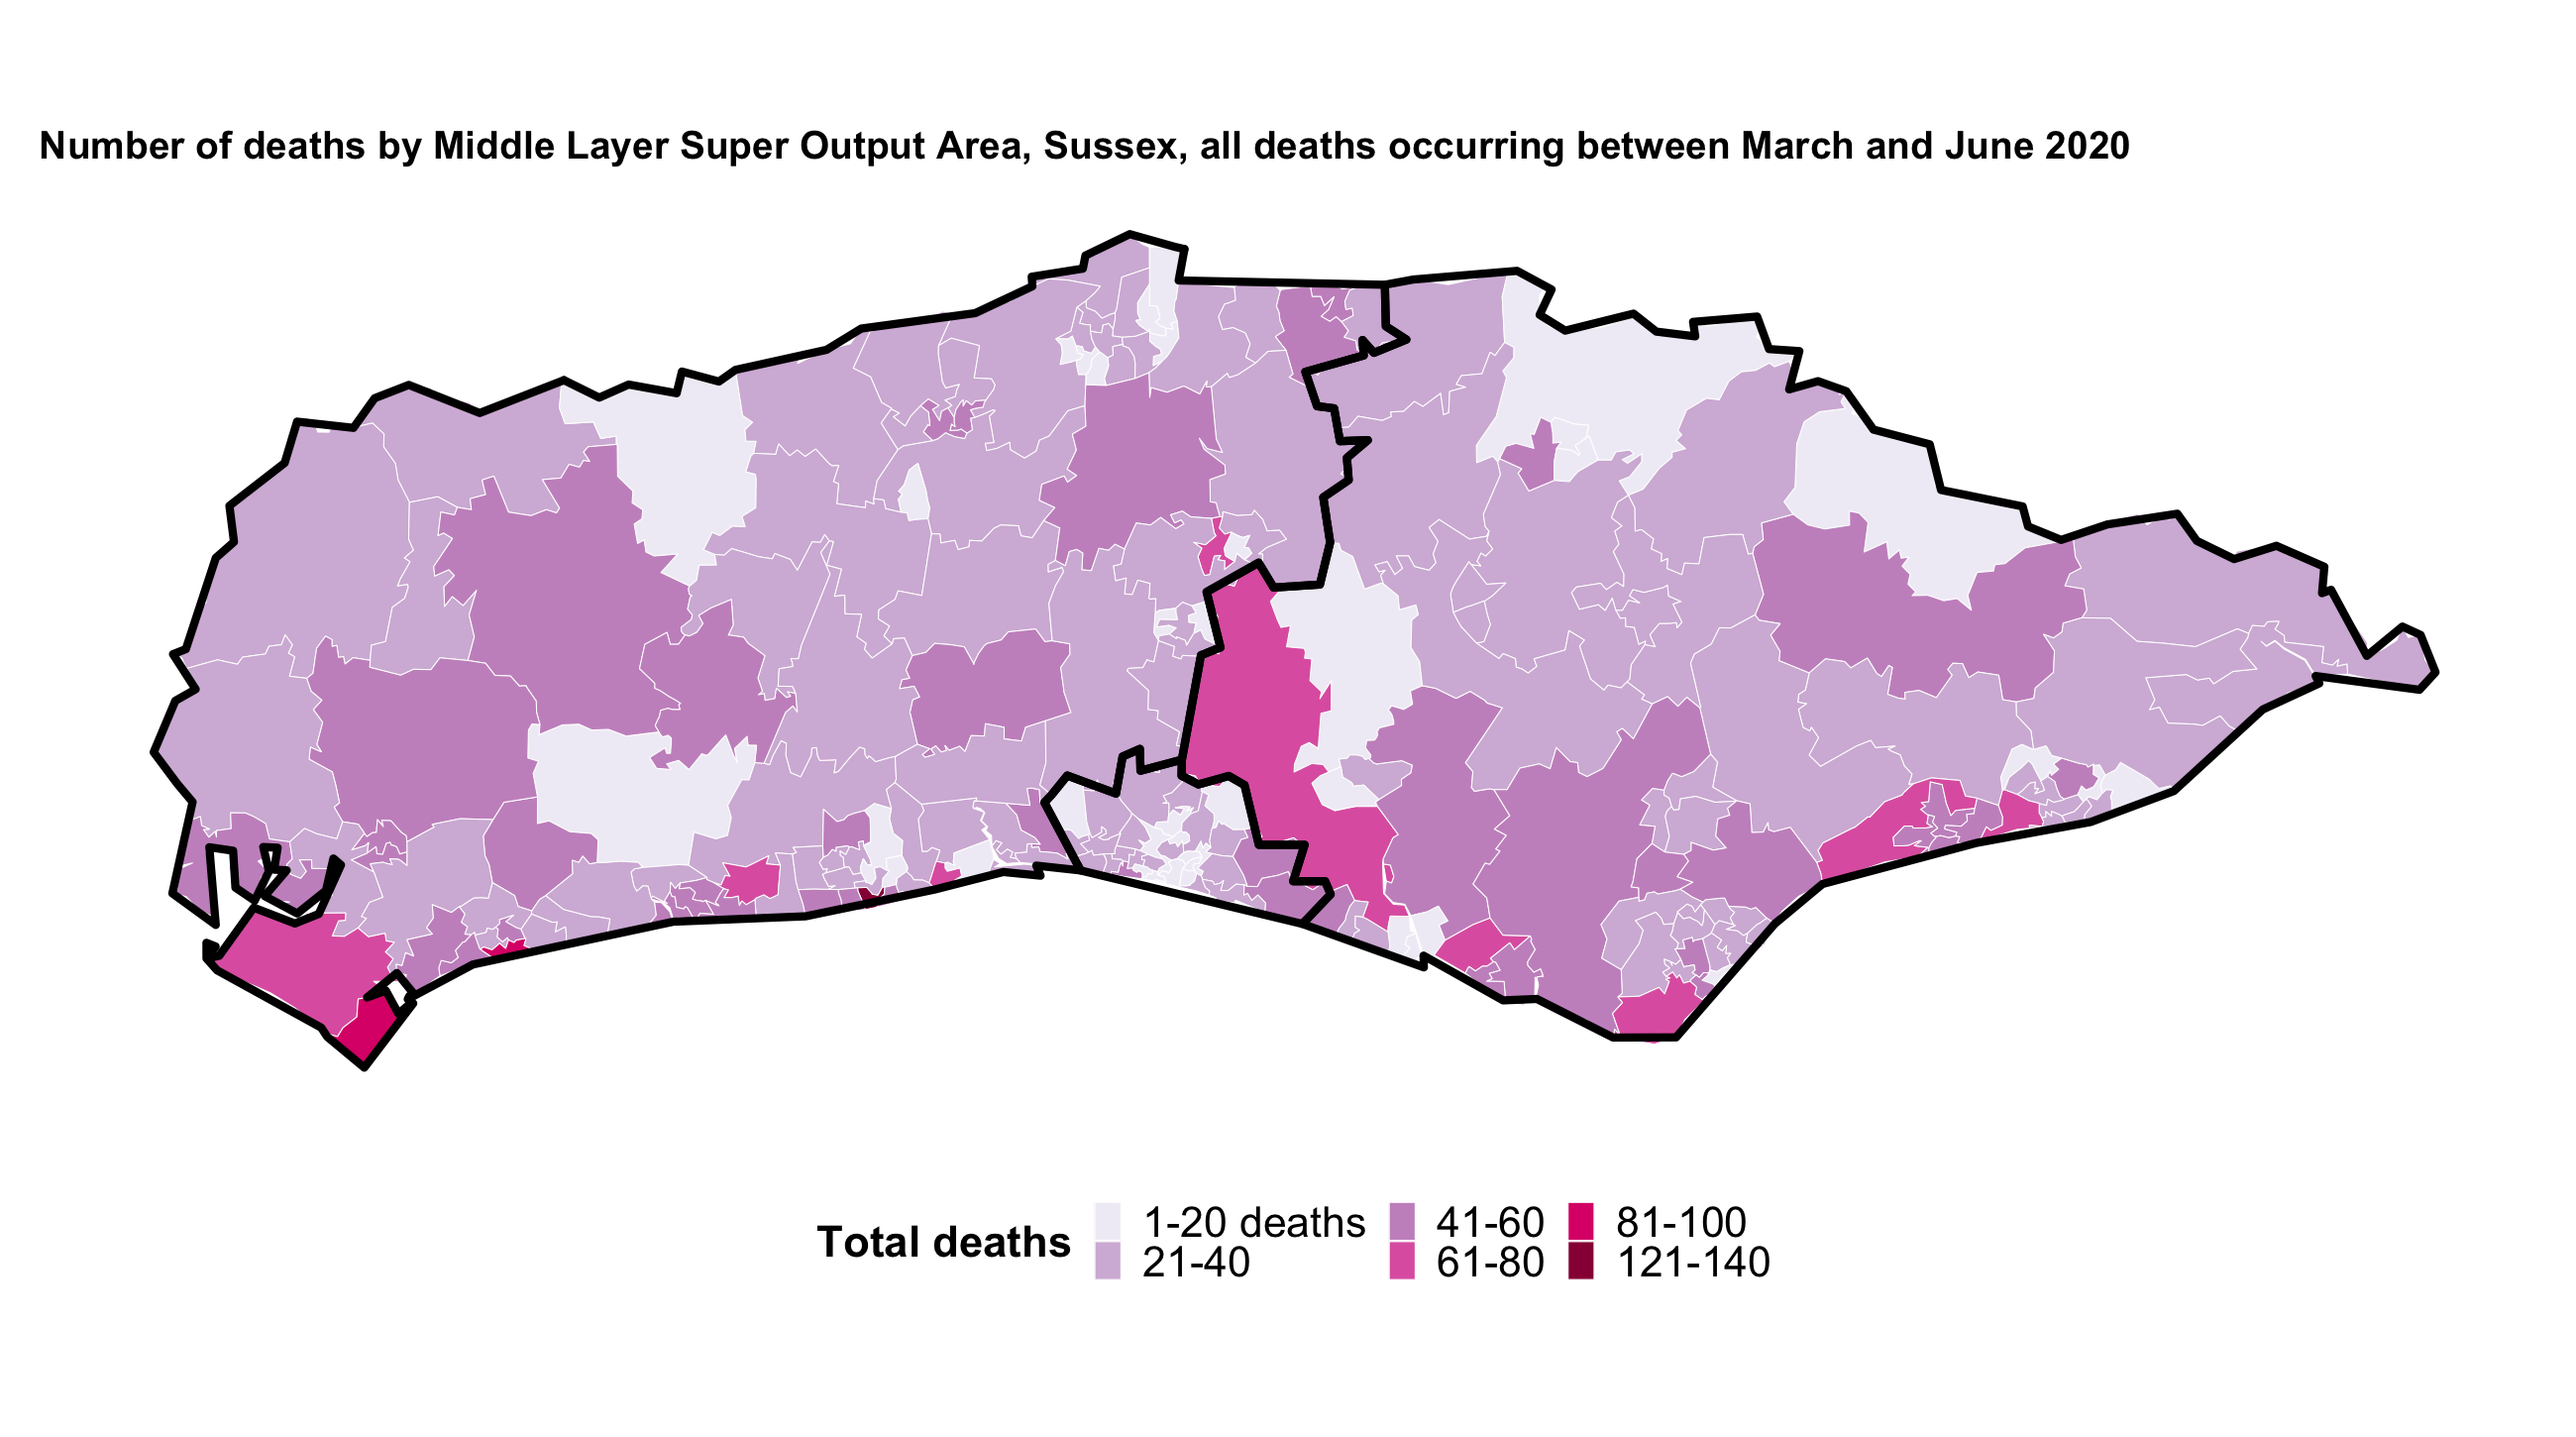 Number of deaths by Middle Layer Super Output Area, Sussex, all deaths occurring between March and June 2020
Total deaths
1-20 deaths
21-40
41-60
61-80
81-100
121-140